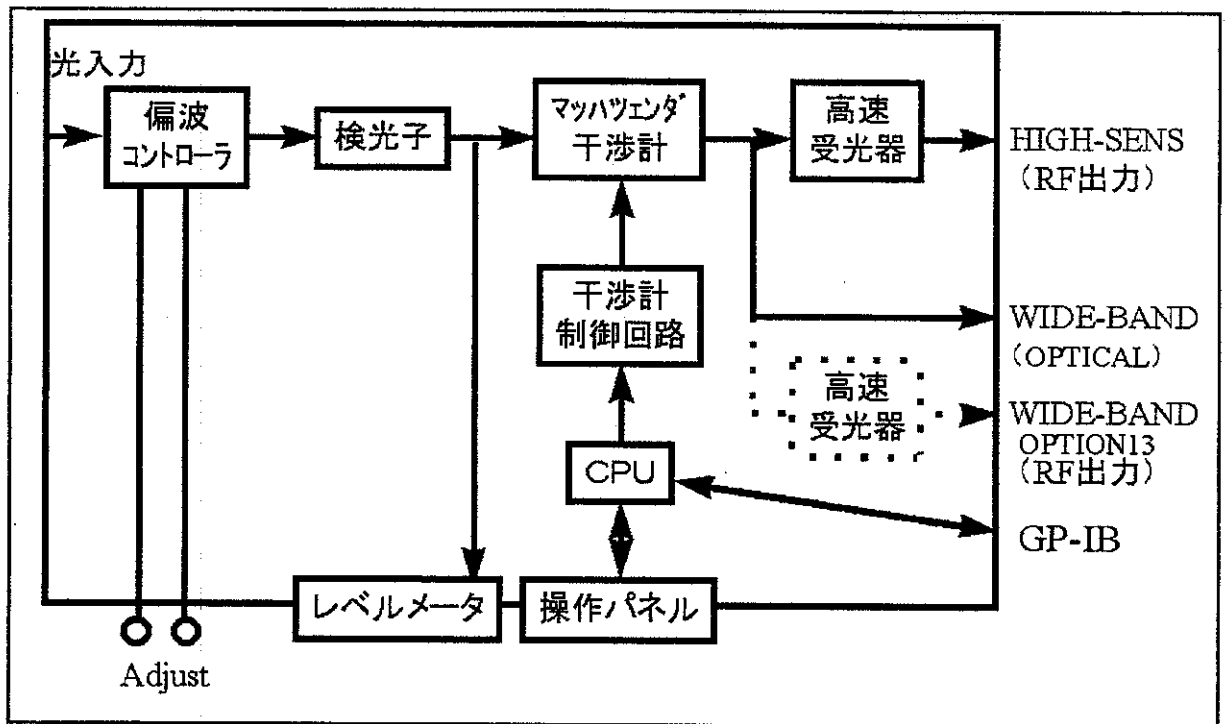 光入力
偏波
コントローラ
検光子
マッハツェンダ
干渉計
高速
受光器
HIGH-SENS
（RF出力）
干渉計
制御回路
WIDE-BAND
（OPTICAL）
高速
受光器
WIDE-BAND
OPTION13
（RF出力）
CPU
GP-IB
レベルメータ
操作パネル
Adjust